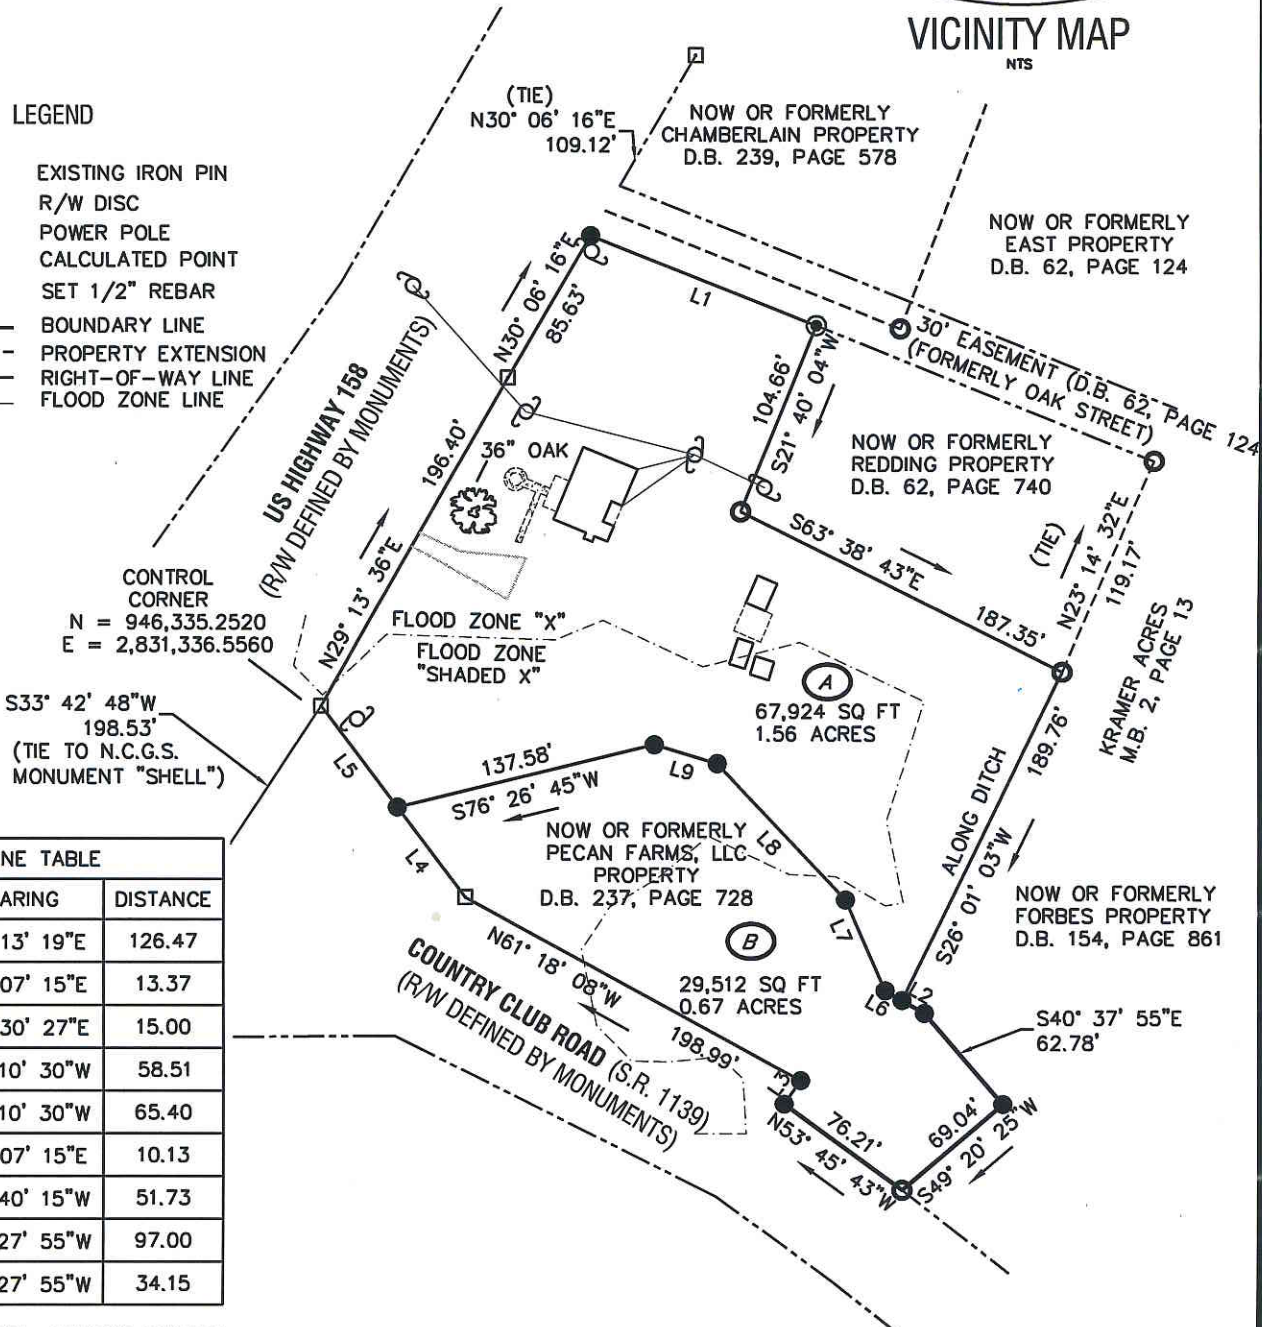 VICINITY MAP
NTS
LEGEND
EXISTING IRON PIN
R/W DISC
POWER POLE
CALCULATED POINT
SET 1/2" REBAR
BOUNDARY LINE
PROPERTY EXTENSION
RIGHT-OF-WAY LINE
FLOOD ZONE LINE
(TIE)
N30° 06' 16"E
109.12'
NOW OR FORMERLY
CHAMBERLAIN PROPERTY
D.B. 239, PAGE 578
NOW OR FORMERLY
EAST PROPERTY
D.B. 62, PAGE 124
30' EASEMENT (D.B. 62, PAGE 124
(FORMERLY OAK STREET)
N30° 06' 16"E
85.63'
L1
104.66'
S21° 40' 04"W
NOW OR FORMERLY
REDDING PROPERTY
D.B. 62, PAGE 740
US HIGHWAY 158
(R/W DEFINED BY MONUMENTS)
196.40'
N29° 13' 36"E
36" OAK
S63° 38' 43"E
187.35'
(TIE)
N23° 14' 32"E
119.17'
KRAMER ACRES
M.B. 2, PAGE 13
CONTROL
CORNER
N = 946,335.2520
E = 2,831,336.5560
FLOOD ZONE "X"
FLOOD ZONE
"SHADED X"
S33° 42' 48"W
198.53'
(TIE TO N.C.G.S.
MONUMENT "SHELL")
A
67,924 SQ FT
1.56 ACRES
189.76'
ALONG DITCH
S26° 01' 03"W
L5
137.58'
S76° 26' 45"W
L9
L8
L4
NOW OR FORMERLY
PECAN FARMS, LLC
PROPERTY
D.B. 237, PAGE 728
L7
B
29,512 SQ FT
0.67 ACRES
L6
L2
NOW OR FORMERLY
FORBES PROPERTY
D.B. 154, PAGE 861
S40° 37' 55"E
62.78'
N61° 18' 08"W
198.99'
COUNTRY CLUB ROAD (S.R. 1139)
(R/W DEFINED BY MONUMENTS)
L3
76.21'
N53° 45' 43"W
69.04'
S49° 20' 25"W
NE TABLE
ARING DISTANCE
13' 19"E 126.47
07' 15"E 13.37
30' 27"E 15.00
10' 30"W 58.51
10' 30"W 65.40
07' 15"E 10.13
40' 15"W 51.73
27' 55"W 97.00
27' 55"W 34.15